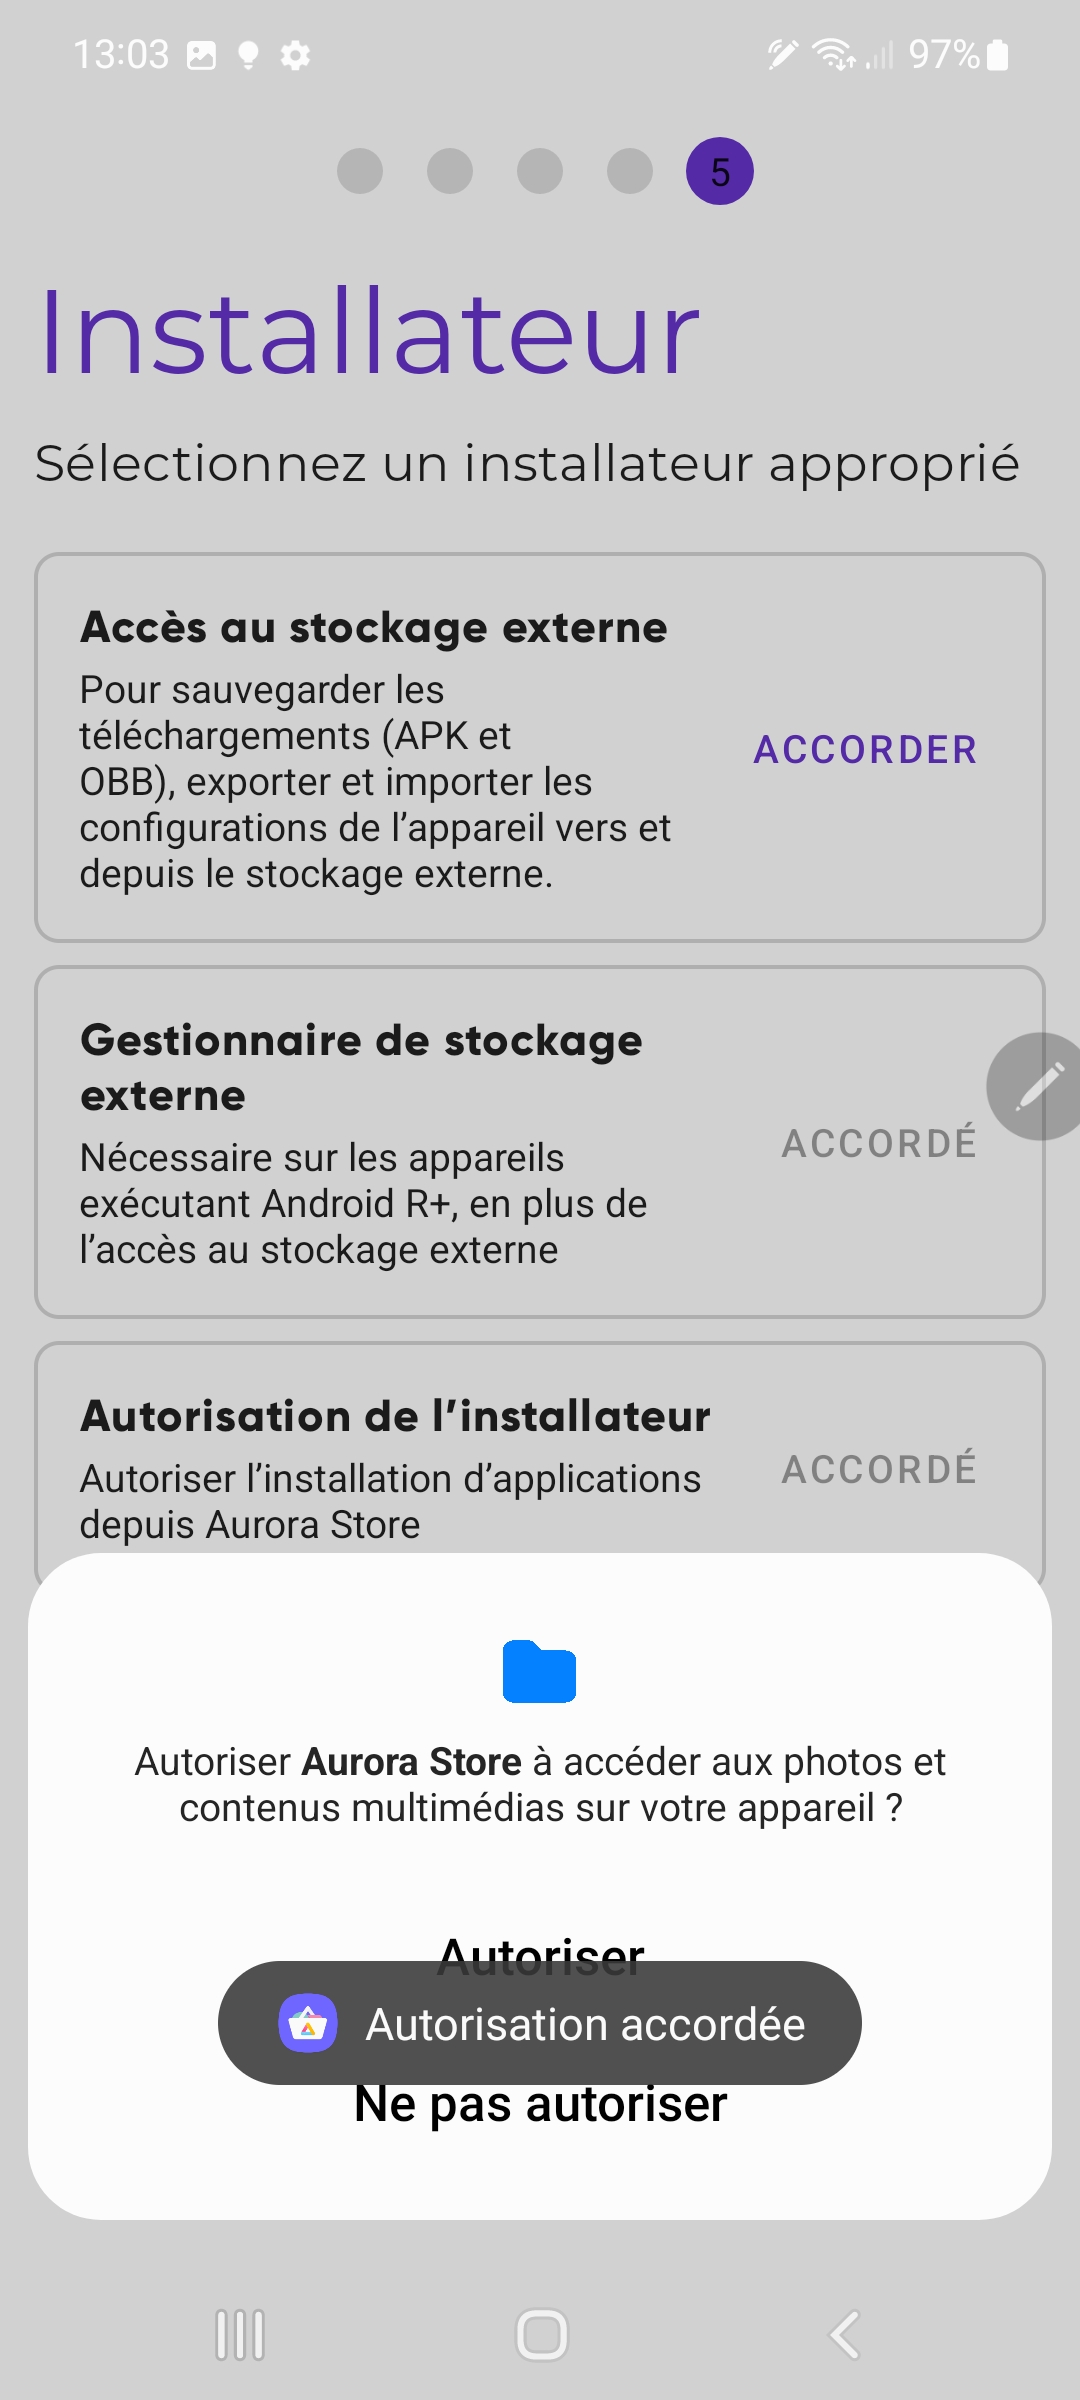 13:03
97%
5
Installateur
Sélectionnez un installateur approprié
Accès au stockage externe
Pour sauvegarder les
téléchargements (APK et
OBB), exporter et importer les
configurations de l’appareil vers et
depuis le stockage externe.
ACCORDER
Gestionnaire de stockage
externe
Nécessaire sur les appareils
exécutant Android R+, en plus de
l’accès au stockage externe
ACCORDÉ
Autorisation de l’installateur
Autoriser l’installation d’applications
depuis Aurora Store
ACCORDÉ
Autoriser Aurora Store à accéder aux photos et
contenus multimédias sur votre appareil ?
Autoriser
Autorisation accordée
Ne pas autoriser